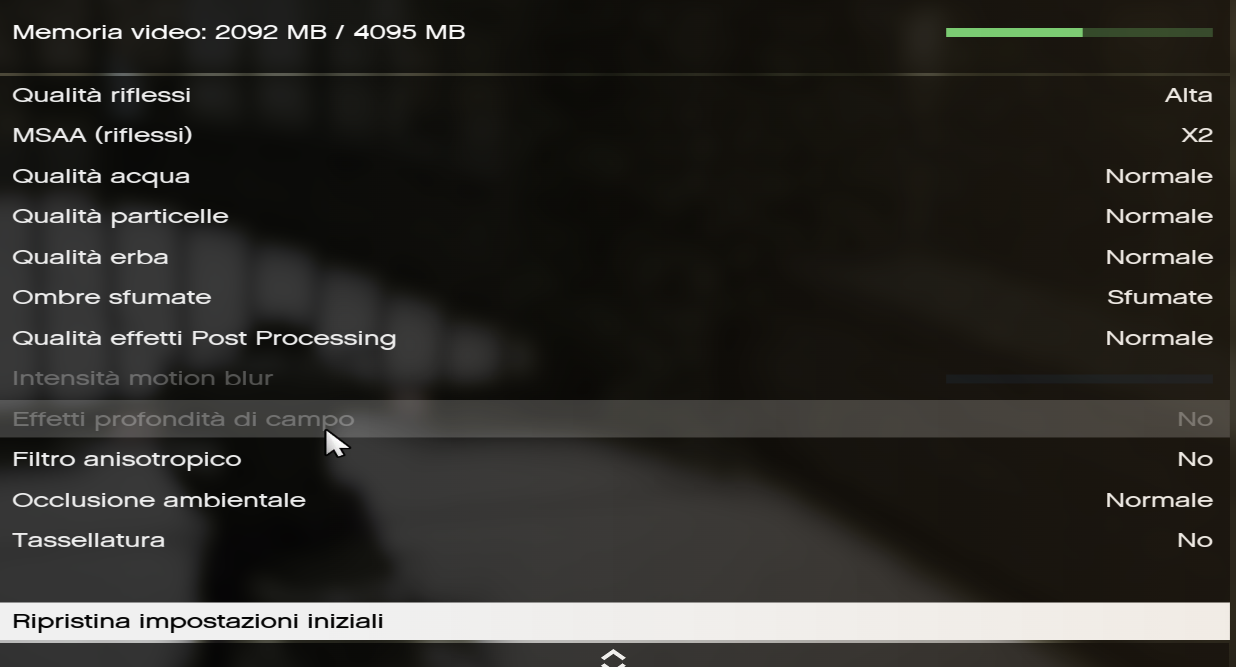 Memoria video: 2092 MB / 4095 MB
Qualità riflessi Alta
MSAA (riflessi) X2
Qualità acqua Normale
Qualità particelle Normale
Qualità erba Normale
Ombre sfumate Sfumate
Qualità effetti Post Processing Normale
Intensità motion blur
Effetti profondità di campo No
Filtro anisotropico No
Occlusione ambientale Normale
Tassellatura No
Ripristina impostazioni iniziali